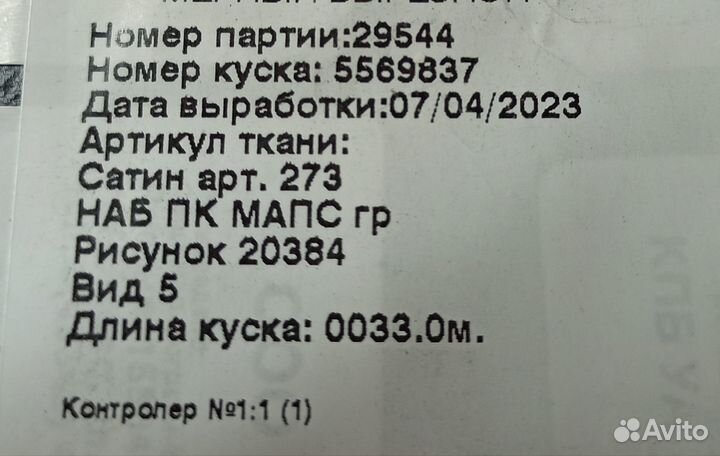 Номер партии:29544
Номер куска: 5569837
Дата выработки:07/04/2023
Артикул ткани:
Сатин арт. 273
НАБ ПК МАПС гр
Рисунок 20384
Вид 5
Длина куска: 0033.0м.
Контролер №1:1 (1)
Avito